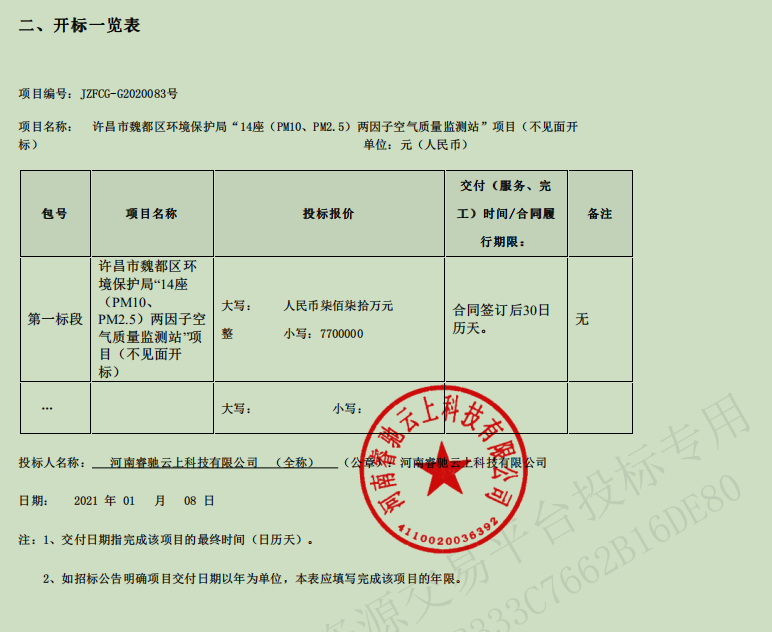 二、开标一览表
项目编号：JZFCG-G2020083号
项目名称： 许昌市魏都区环境保护局“14座（PM10、PM2.5）两因子空气质量监测站”项目（不见面开
标） 单位：元（人民币）
包号 项目名称 投标报价 交付（服务、完
工）时间/合同履
行期限： 备注
第一标段
许昌市魏都区环
境保护局“14座
（PM10、
PM2.5）两因子空
气质量监测站”项
目（不见面开
标）
大写： 人民币柒佰柒拾万元
整 小写：7700000
合同签订后30日
历天。
无
…
大写： 小写：
投标人名称： 河南睿驰云上科技有限公司 （全称） （公章）：河南睿驰云上科技有限公司
河南睿驰云上科技有限公司
4110020036392
日期： 2021 年 01 月 08 日
注：1、交付日期指完成该项目的最终时间（日历天）。
2、如招标公告明确项目交付日期以年为单位，本表应填写完成该项目的年限。
资源交易平台投标专用
333C7662B16DE80